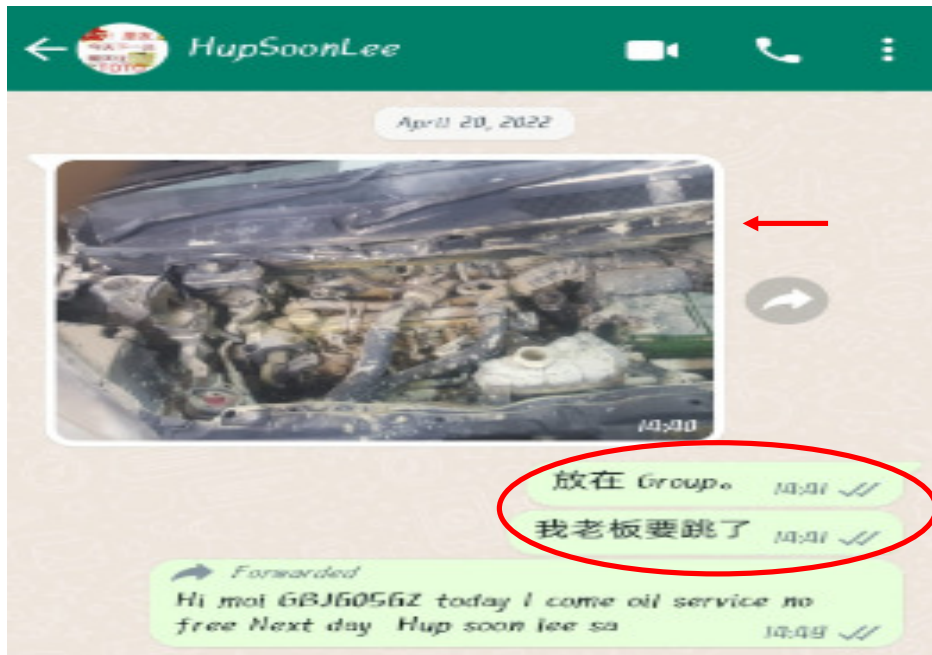 HupSoonLee
April 20, 2022
14:40
放在 Group。 14:41
我老板要跳了 14:41
Forwarded
Hi moi GBJ6056Z today I come oil service no
free Next day Hup soon lee sa 14:49